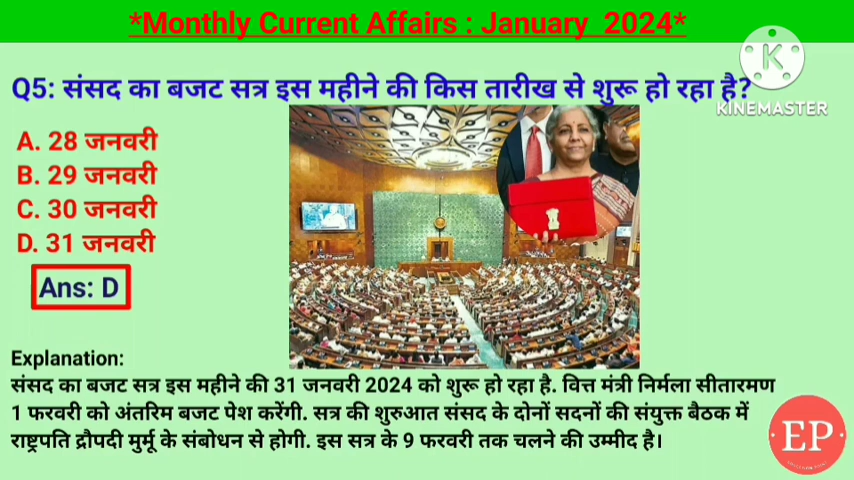 *Monthly Current Affairs : January 2024*
KINEMASTER
Q5: संसद का बजट सत्र इस महीने की किस तारीख से शुरू हो रहा है?
A. 28 जनवरी
B. 29 जनवरी
C. 30 जनवरी
D. 31 जनवरी
Ans: D
Explanation:
संसद का बजट सत्र इस महीने की 31 जनवरी 2024 को शुरू हो रहा है. वित्त मंत्री निर्मला सीतारमण
1 फरवरी को अंतरिम बजट पेश करेंगी. सत्र की शुरुआत संसद के दोनों सदनों की संयुक्त बैठक में
राष्ट्रपति द्रौपदी मुर्मू के संबोधन से होगी. इस सत्र के 9 फरवरी तक चलने की उम्मीद है।
EP